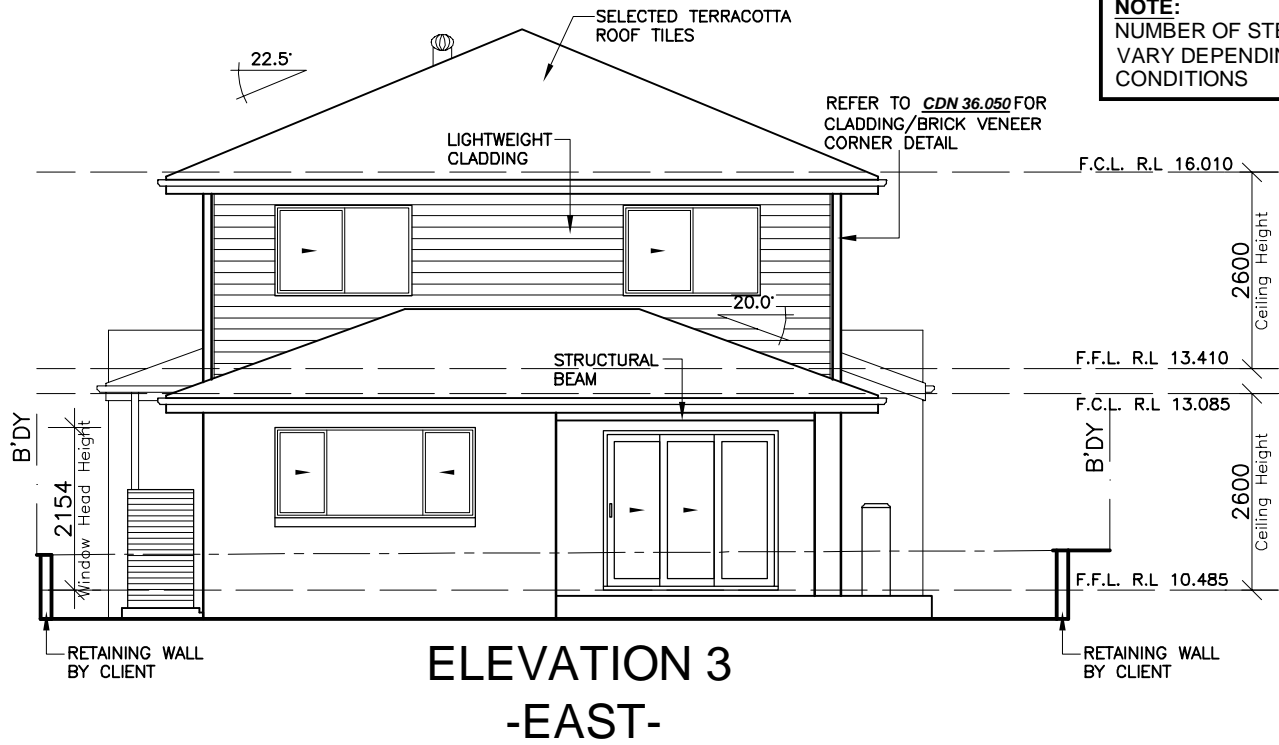 SELECTED TERRACOTTA
ROOF TILES
NOTE:
NUMBER OF
VARY
CONDITIONS
22.5°
REFER TO CDN 36.050 FOR
CLADDING/BRICK VENEER
CORNER DETAIL
LIGHTWEIGHT
CLADDING
F.C.L. R.L 16.010
2600
Ceiling Height
20.0°
STRUCTURAL
BEAM
F.F.L. R.L 13.410
F.C.L. R.L 13.085
B'DY
B'DY
2154
Window Head Height
2600
Ceiling Height
F.F.L. R.L 10.485
RETAINING WALL
BY CLIENT
RETAINING WALL
BY CLIENT
ELEVATION 3
-EAST-